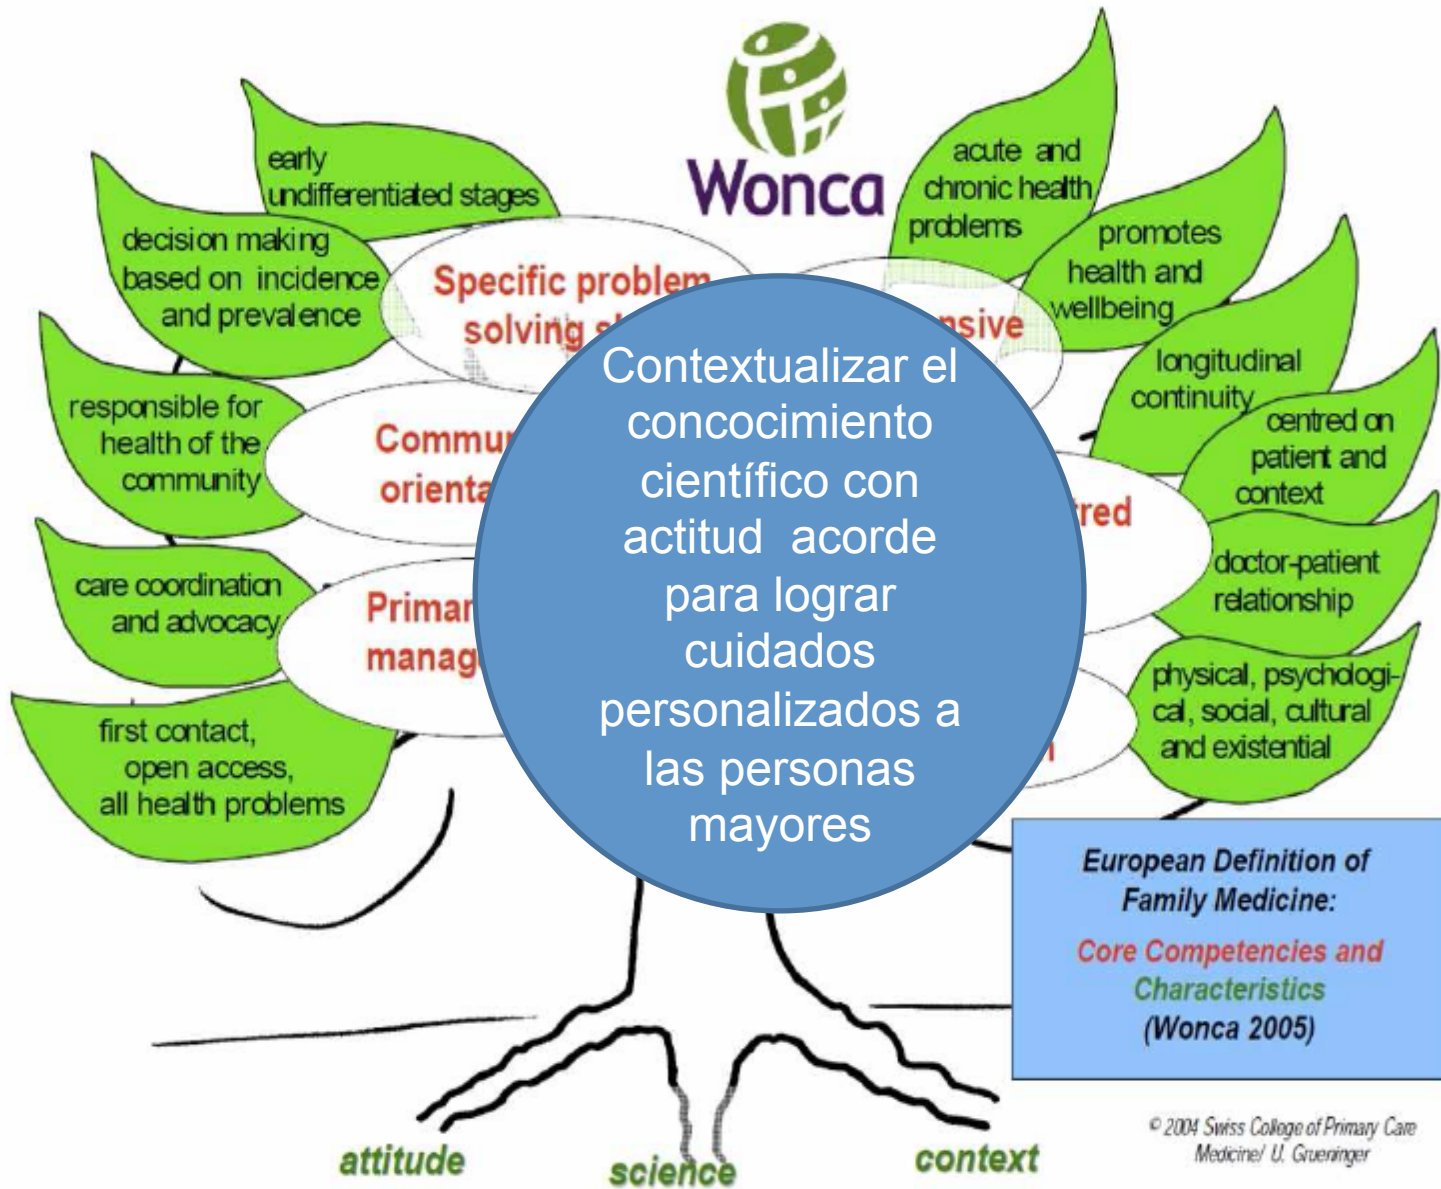 Wonca
early
undifferentiated stages
decision making
based on incidence
and prevalence
responsible for
health of the
community
care coordination
and advocacy
first contact,
open access,
all health problems
Specific problem
solving
orienta
manag
acute and
chronic health
problems
promotes
health and
wellbeing
longitudinal
continuity
centred on
patient and
context
doctor-patient
relationship
physical, psychologi-
cal, social, cultural
and existential
nsive
tred
Contextualizar el
concocimiento
científico con
actitud acorde
para lograr
cuidados
personalizados a
las personas
mayores
European Definition of
Family Medicine:
Core Competencies and
Characteristics
(Wonca 2005)
attitude
science
context
© 2004 Swiss College of Primary Care
Medicine/ U. Grueninger